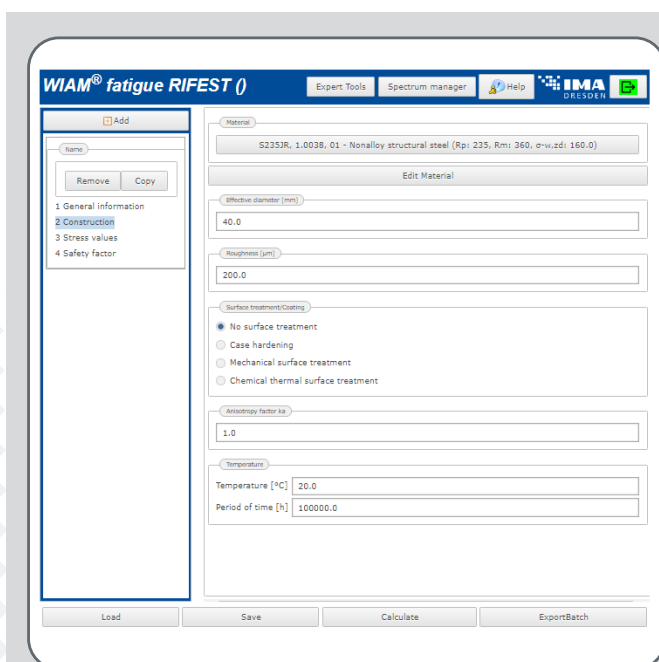 WIAM® fatigue RIFEST ()
Expert Tools
Spectrum manager
Help
IMA
DRESDEN
Add
Name
Remove
Copy
1 General information
2 Construction
3 Stress values
4 Safety factor
Material
S235JR, 1.0038, 01 - Nonalloy structural steel (Rp: 235, Rm: 360, σ-w,zd: 160.0)
Edit Material
Effective diameter [mm]
40.0
Roughness [µm]
200.0
Surface treatment/Coating
No surface treatment
Case hardening
Mechanical surface treatment
Chemical thermal surface treatment
Anisotropy factor ka
1.0
Temperature
Temperature [°C] 20.0
Period of time [h] 100000.0
Load
Save
Calculate
ExportBatch